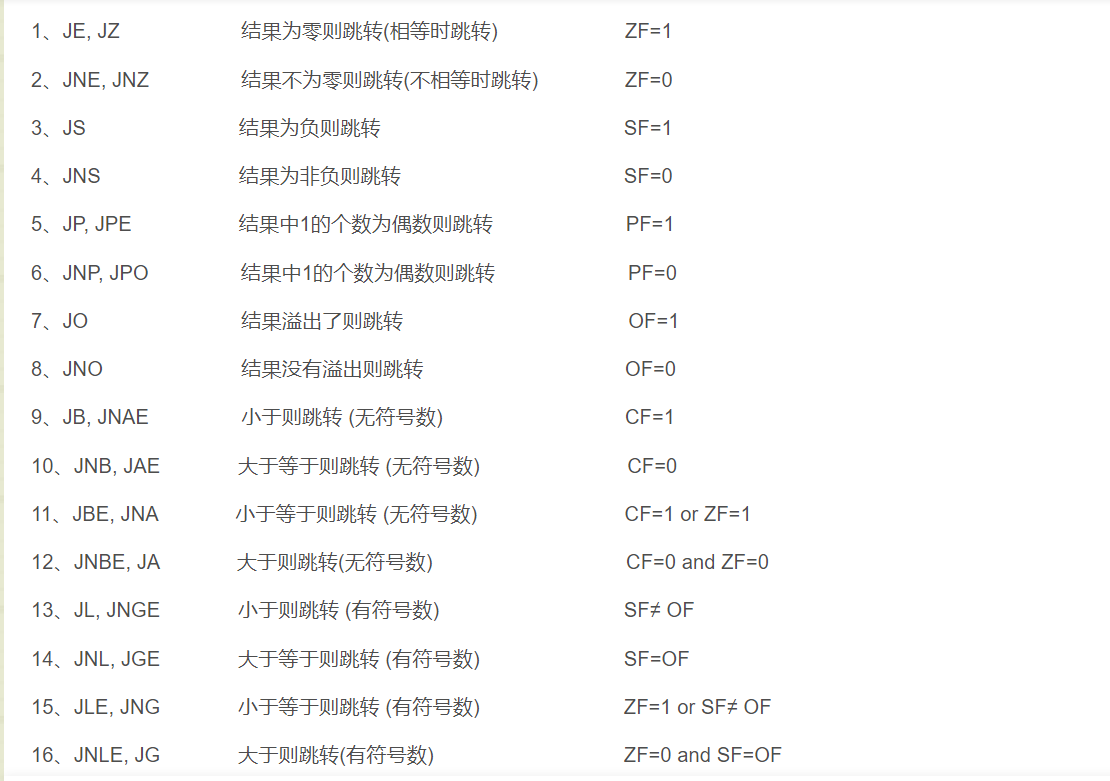 1、JE, JZ 结果为零则跳转(相等时跳转) ZF=1
2、JNE, JNZ 结果不为零则跳转(不相等时跳转) ZF=0
3、JS 结果为负则跳转 SF=1
4、JNS 结果为非负则跳转 SF=0
5、JP, JPE 结果中1的个数为偶数则跳转 PF=1
6、JNP, JPO 结果中1的个数为偶数则跳转 PF=0
7、JO 结果溢出了则跳转 OF=1
8、JNO 结果没有溢出则跳转 OF=0
9、JB, JNAE 小于则跳转 (无符号数) CF=1
10、JNB, JAE 大于等于则跳转 (无符号数) CF=0
11、JBE, JNA 小于等于则跳转 (无符号数) CF=1 or ZF=1
12、JNBE, JA 大于则跳转(无符号数) CF=0 and ZF=0
13、JL, JNGE 小于则跳转 (有符号数) SF≠ OF
14、JNL, JGE 大于等于则跳转 (有符号数) SF=OF
15、JLE, JNG 小于等于则跳转 (有符号数) ZF=1 or SF≠ OF
16、JNLE, JG 大于则跳转(有符号数) ZF=0 and SF=OF